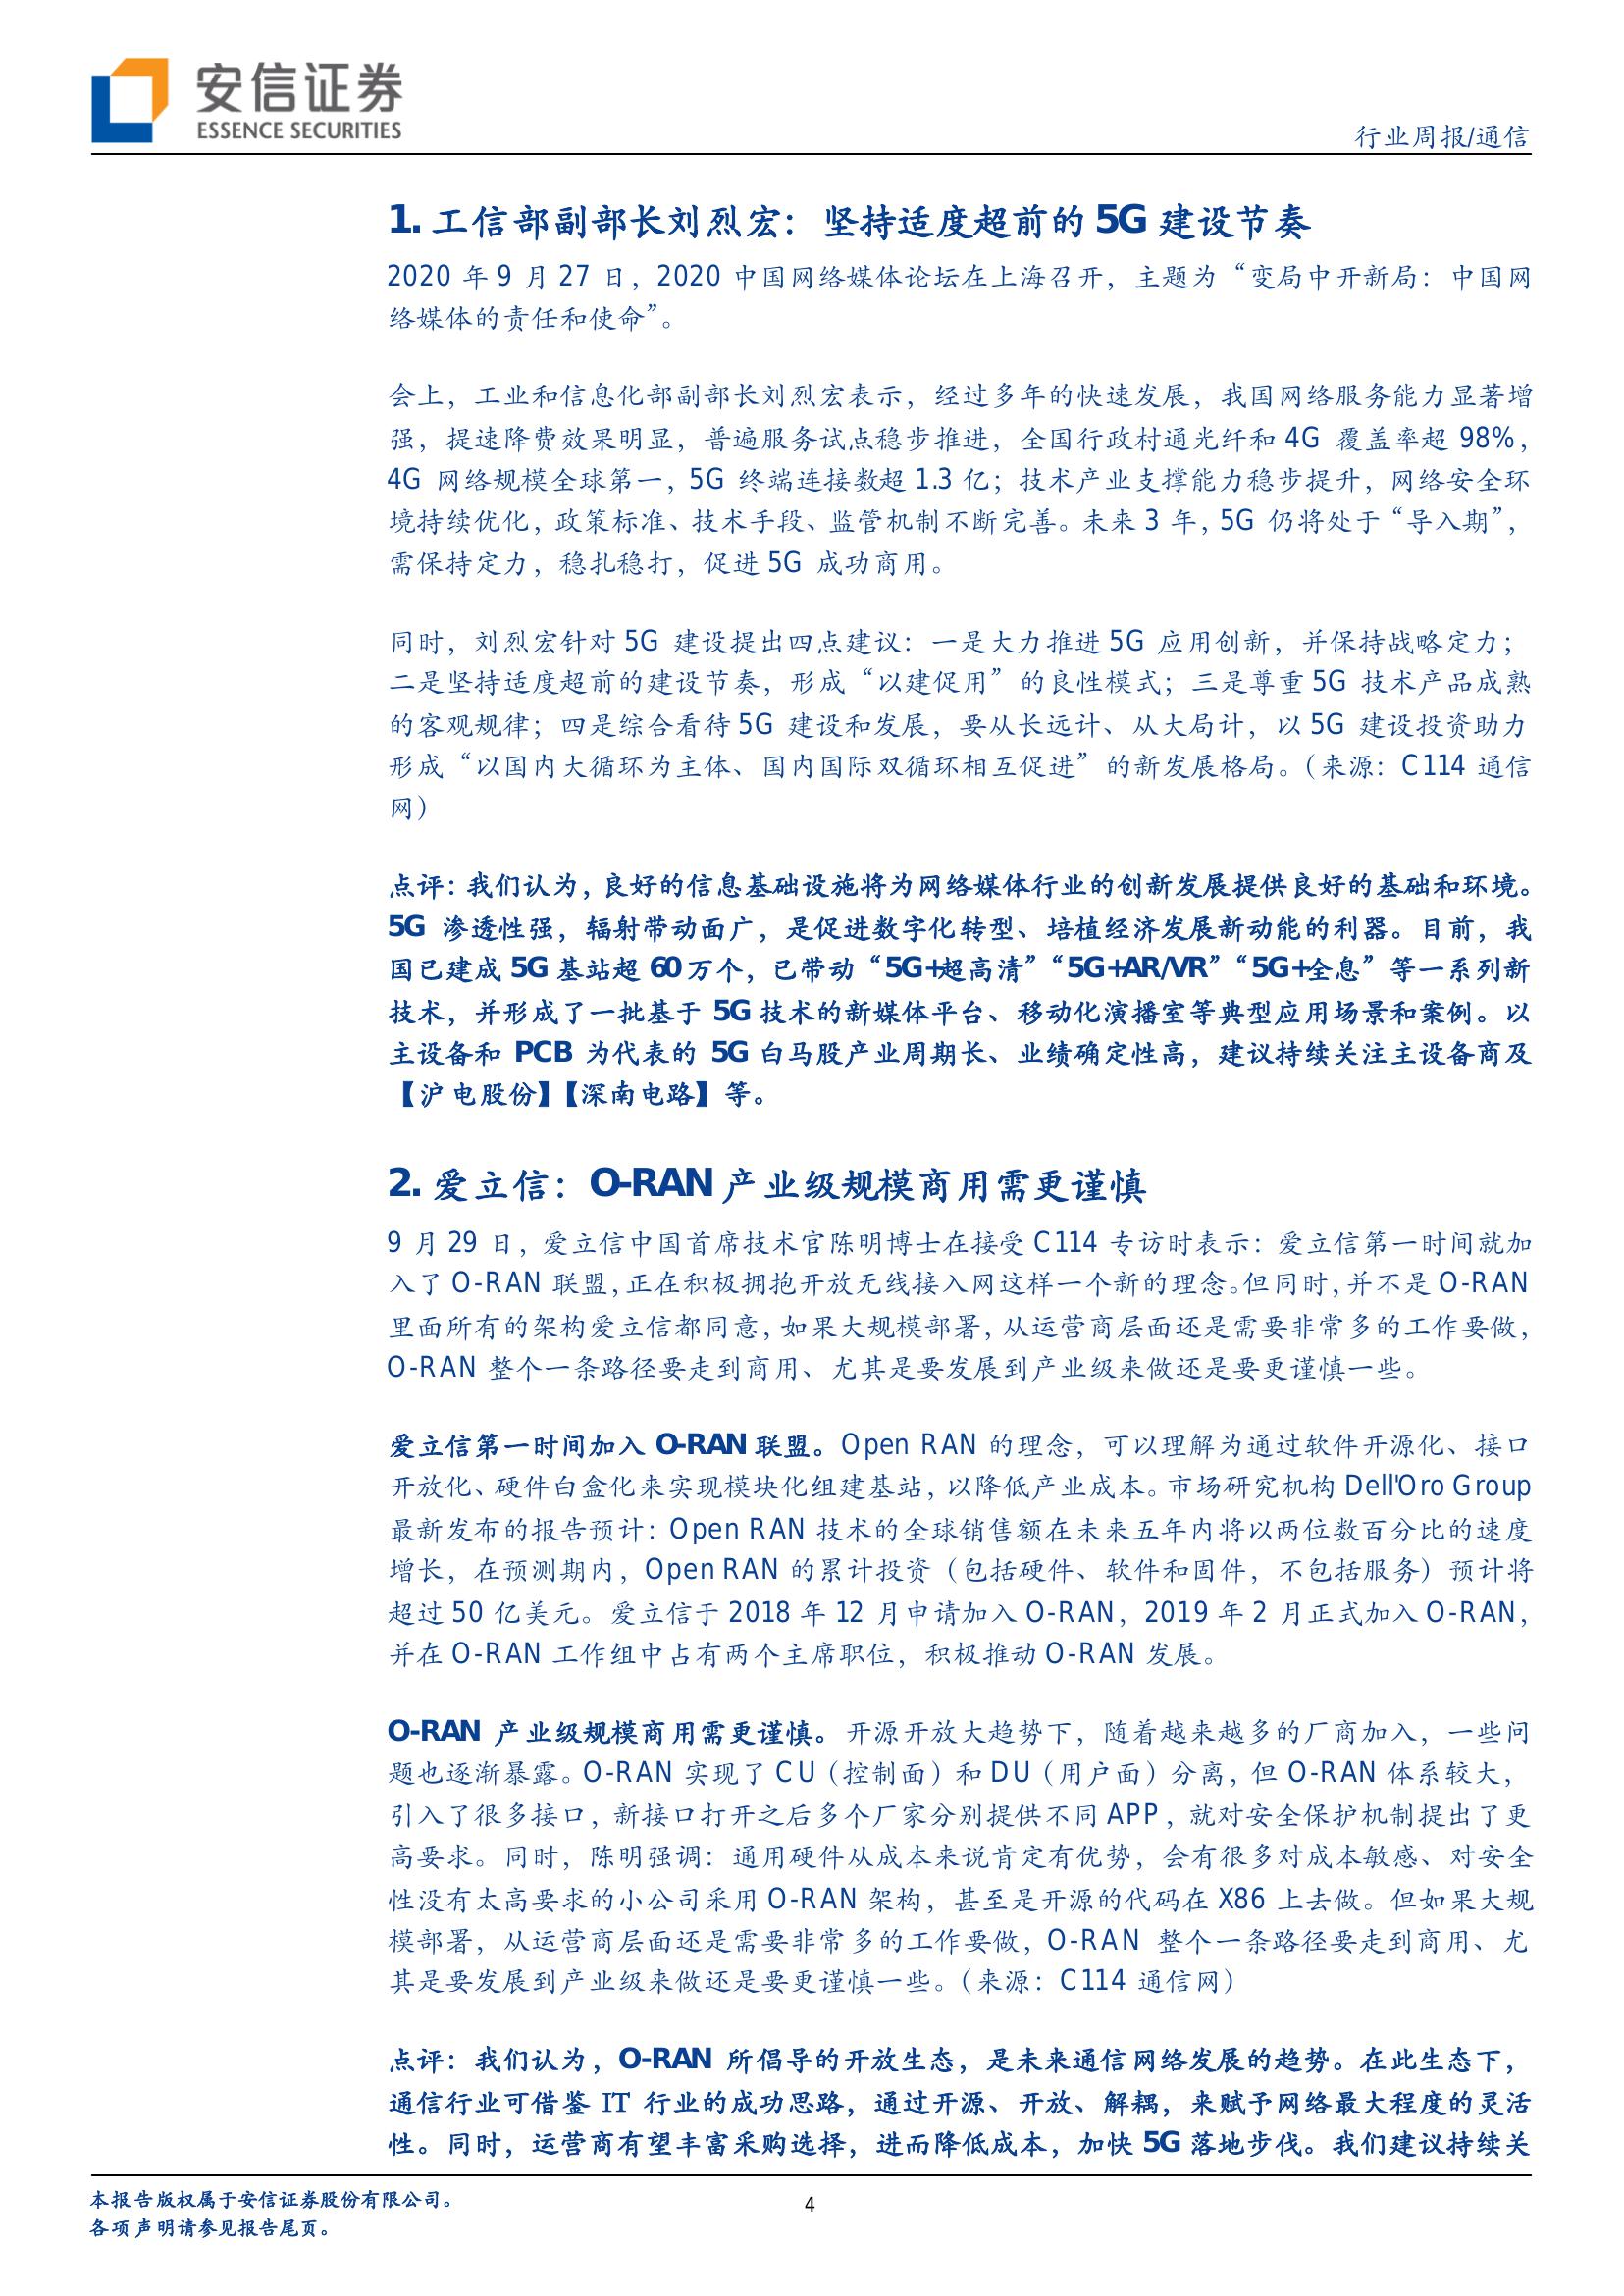 安信证券
ESSENCE SECURITIES
行业周报/通信
1. 工信部副部长刘烈宏：坚持适度超前的 5G 建设节奏
2020 年 9 月 27 日，2020 中国网络媒体论坛在上海召开，主题为“变局中开新局：中国网
络媒体的责任和使命”。
会上，工业和信息化部副部长刘烈宏表示，经过多年的快速发展，我国网络服务能力显著增
强，提速降费效果明显，普遍服务试点稳步推进，全国行政村通光纤和 4G 覆盖率超 98%，
4G 网络规模全球第一，5G 终端连接数超 1.3 亿；技术产业支撑能力稳步提升，网络安全环
境持续优化，政策标准、技术手段、监管机制不断完善。未来 3 年，5G 仍将处于“导入期”，
需保持定力，稳扎稳打，促进 5G 成功商用。
同时，刘烈宏针对 5G 建设提出四点建议：一是大力推进 5G 应用创新，并保持战略定力；
二是坚持适度超前的建设节奏，形成“以建促用”的良性模式；三是尊重 5G 技术产品成熟
的客观规律；四是综合看待 5G 建设和发展，要从长远计、从大局计，以 5G 建设投资助力
形成“以国内大循环为主体、国内国际双循环相互促进”的新发展格局。（来源：C114 通信
网）
点评：我们认为，良好的信息基础设施将为网络媒体行业的创新发展提供良好的基础和环境。
5G 渗透性强，辐射带动面广，是促进数字化转型、培植经济发展新动能的利器。目前，我
国已建成 5G 基站超 60 万个，已带动“5G+超高清”“5G+AR/VR”“5G+全息”等一系列新
技术，并形成了一批基于 5G 技术的新媒体平台、移动化演播室等典型应用场景和案例。以
主设备和 PCB 为代表的 5G 白马股产业周期长、业绩确定性高，建议持续关注主设备商及
【沪电股份】【深南电路】等。
2. 爱立信：O-RAN 产业级规模商用需更谨慎
9 月 29 日，爱立信中国首席技术官陈明博士在接受 C114 专访时表示：爱立信第一时间就加
入了 O-RAN 联盟，正在积极拥抱开放无线接入网这样一个新的理念。但同时，并不是 O-RAN
里面所有的架构爱立信都同意，如果大规模部署，从运营商层面还是需要非常多的工作要做，
O-RAN 整个一条路径要走到商用、尤其是要发展到产业级来做还是要更谨慎一些。
爱立信第一时间加入 O-RAN 联盟。Open RAN 的理念，可以理解为通过软件开源化、接口
开放化、硬件白盒化来实现模块化组建基站，以降低产业成本。市场研究机构 Dell'Oro Group
最新发布的报告预计：Open RAN 技术的全球销售额在未来五年内将以两位数百分比的速度
增长，在预测期内，Open RAN 的累计投资（包括硬件、软件和固件，不包括服务）预计将
超过 50 亿美元。爱立信于 2018 年 12 月申请加入 O-RAN，2019 年 2 月正式加入 O-RAN，
并在 O-RAN 工作组中占有两个主席职位，积极推动 O-RAN 发展。
O-RAN 产业级规模商用需更谨慎。开源开放大趋势下，随着越来越多的厂商加入，一些问
题也逐渐暴露。O-RAN 实现了 CU（控制面）和 DU（用户面）分离，但 O-RAN 体系较大，
引入了很多接口，新接口打开之后多个厂家分别提供不同 APP，就对安全保护机制提出了更
高要求。同时，陈明强调：通用硬件从成本来说肯定有优势，会有很多对成本敏感、对安全
性没有太高要求的小公司采用 O-RAN 架构，甚至是开源的代码在 X86 上去做。但如果大规
模部署，从运营商层面还是需要非常多的工作要做，O-RAN 整个一条路径要走到商用、尤
其是要发展到产业级来做还是要更谨慎一些。（来源：C114 通信网）
点评：我们认为，O-RAN 所倡导的开放生态，是未来通信网络发展的趋势。在此生态下，
通信行业可借鉴 IT 行业的成功思路，通过开源、开放、解耦，来赋予网络最大程度的灵活
性。同时，运营商有望丰富采购选择，进而降低成本，加快 5G 落地步伐。我们建议持续关
本报告版权属于安信证券股份有限公司。
4
各项声明请参见报告尾页。